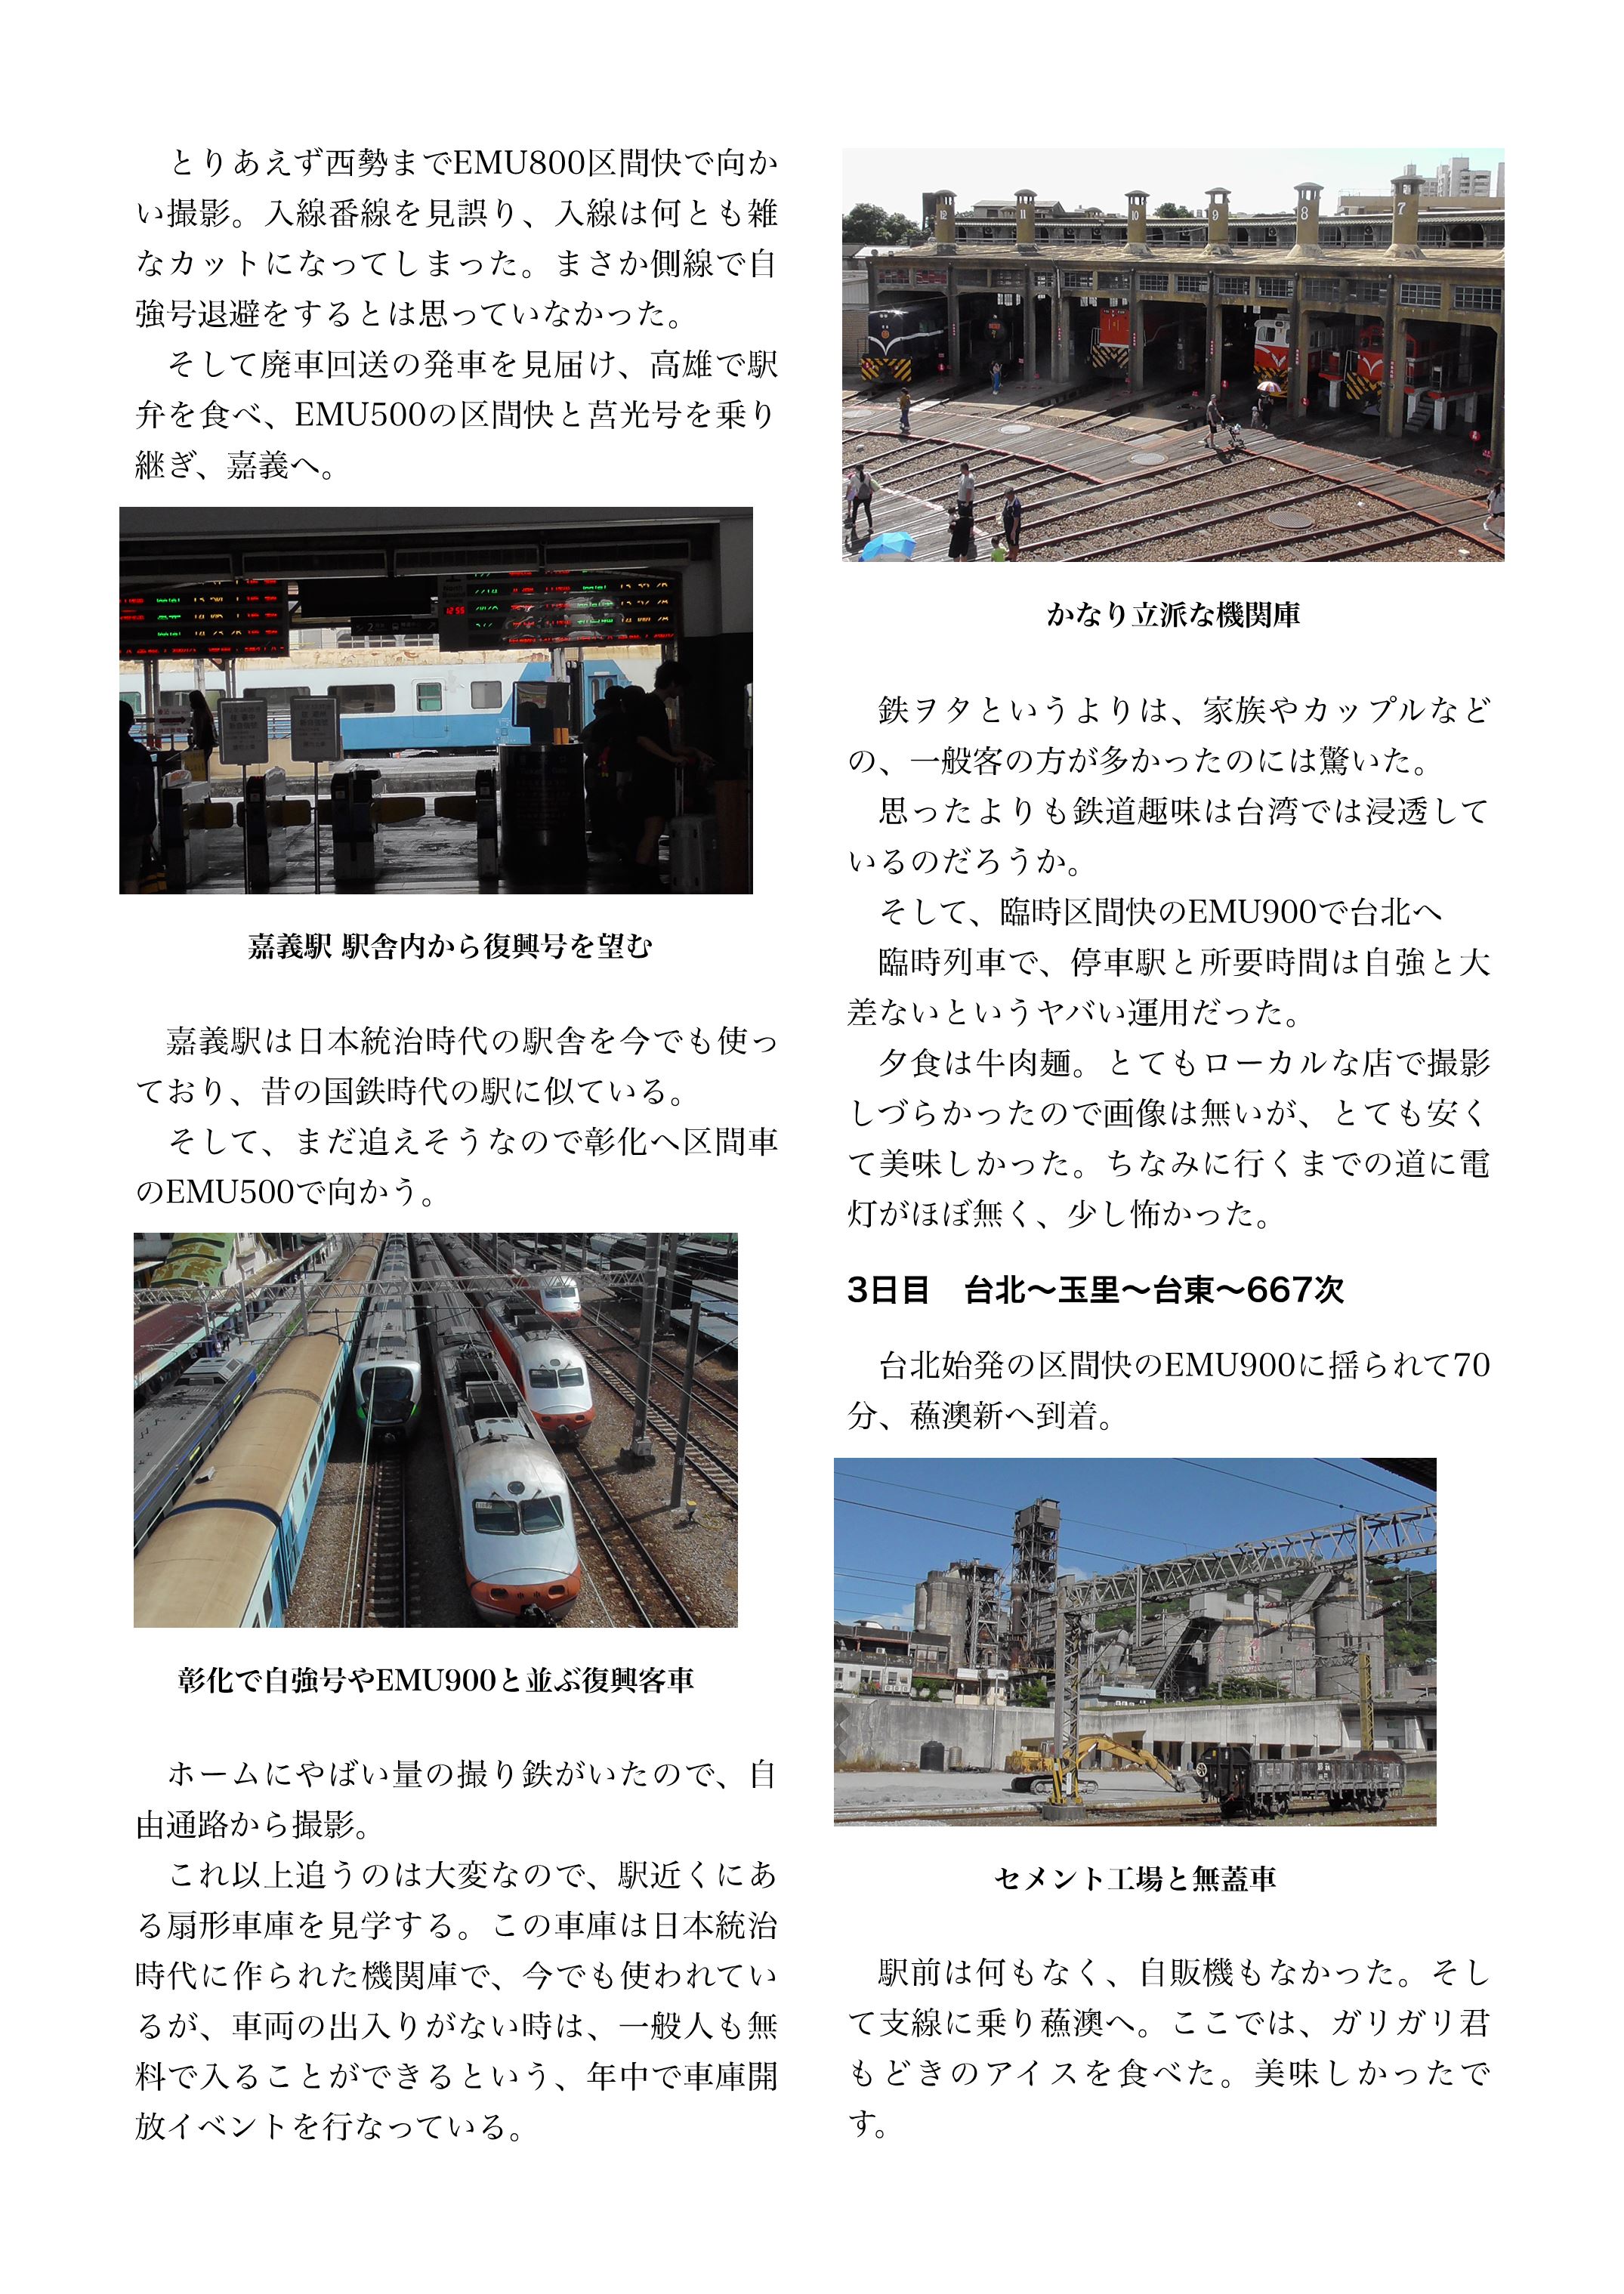 とりあえず西勢までEMU800区間快で向か
い撮影。入線番線を見誤り、入線は何とも雑
なカットになってしまった。まさか側線で自
強号退避をするとは思っていなかった。
そして廃車回送の発車を見届け、高雄で駅
弁を食べ、EMU500の区間快と莒光号を乗り
継ぎ、嘉義へ。
12:55
嘉義駅 駅舎内から復興号を望む
嘉義駅は日本統治時代の駅舎を今でも使っ
ており、昔の国鉄時代の駅に似ている。
そして、まだ追えそうなので彰化へ区間車
のEMU500で向かう。
彰化で自強号やEMU900と並ぶ復興客車
ホームにやばい量の撮り鉄がいたので、自
由通路から撮影。
これ以上追うのは大変なので、駅近くにあ
る扇形車庫を見学する。この車庫は日本統治
時代に作られた機関庫で、今でも使われてい
るが、車両の出入りがない時は、一般人も無
料で入ることができるという、年中で車庫開
放イベントを行なっている。
12 11 10 9 8 7
かなり立派な機関庫
鉄ヲタというよりは、家族やカップルなど
の、一般客の方が多かったのには驚いた。
思ったよりも鉄道趣味は台湾では浸透して
いるのだろうか。
そして、臨時区間快のEMU900で台北へ
臨時列車で、停車駅と所要時間は自強と大
差ないというヤバい運用だった。
夕食は牛肉麺。とてもローカルな店で撮影
しづらかったので画像は無いが、とても安く
て美味しかった。ちなみに行くまでの道に電
灯がほぼ無く、少し怖かった。
3日目　台北〜玉里〜台東〜667次
台北始発の区間快のEMU900に揺られて70
分、蘓澳新へ到着。
セメント工場と無蓋車
駅前は何もなく、自販機もなかった。そし
て支線に乗り蘓澳へ。ここでは、ガリガリ君
もどきのアイスを食べた。美味しかったで
す。